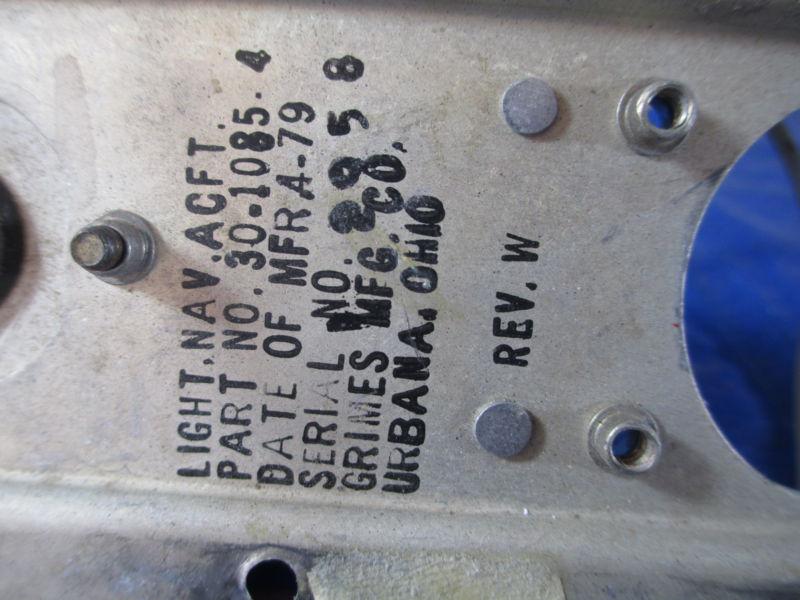 LIGHT, NAV. ACFT.
PART NO. 30-1085-4
DATE OF MFR A-79
SERIAL NO. 958
GRIMES MFG. CO.
URBANA, OHIO
REV. W